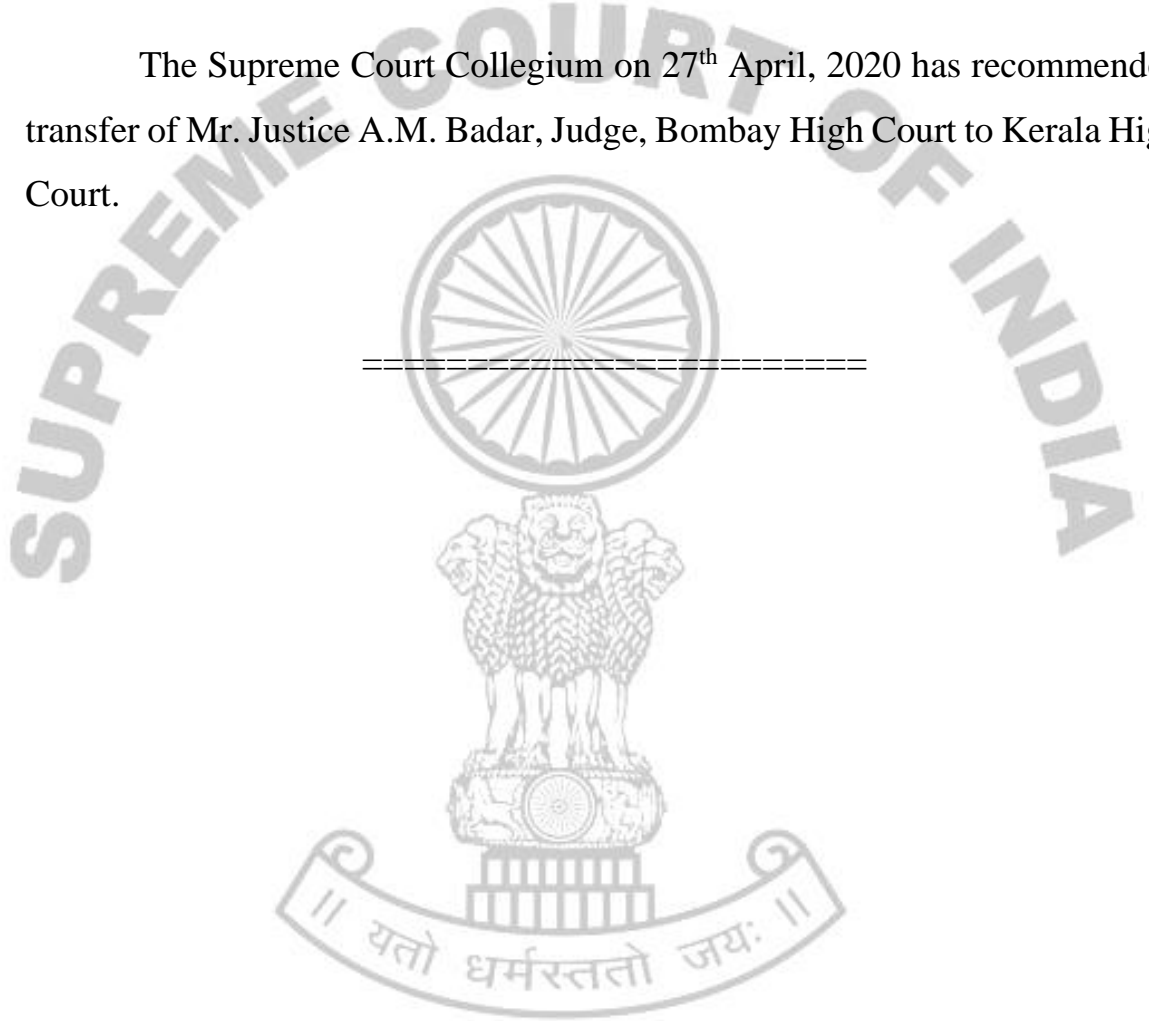 SUPREME COURT OF INDIA
The Supreme Court Collegium on 27th April, 2020 has recommende
transfer of Mr. Justice A.M. Badar, Judge, Bombay High Court to Kerala Hig
Court.
========================
॥ यतो धर्मस्ततो जयः ॥